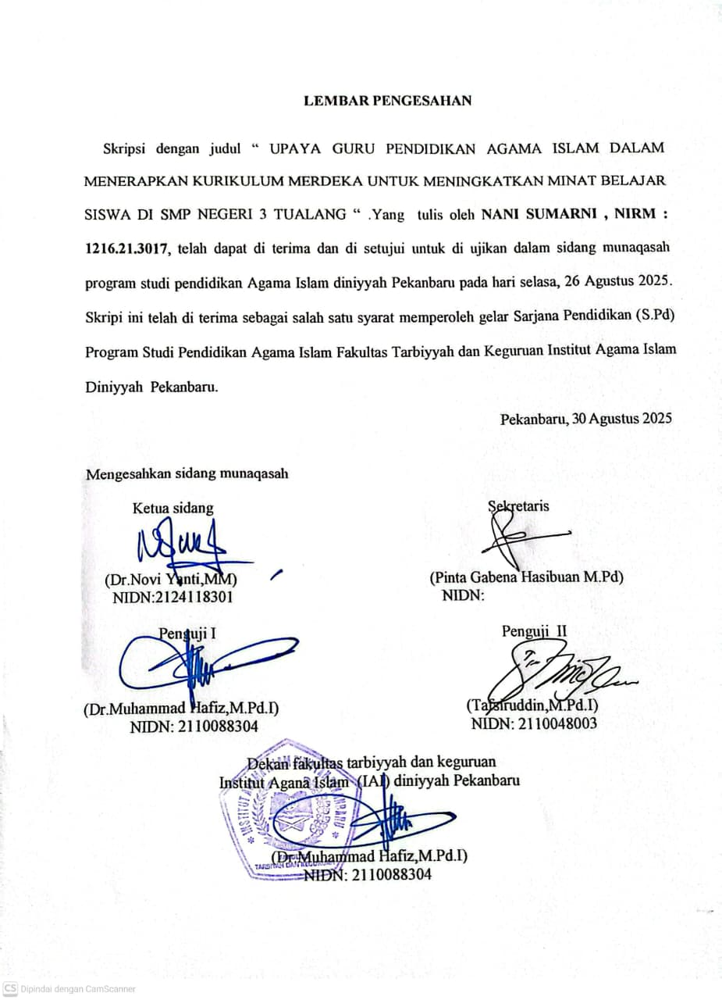 LEMBAR PENGESAHAN
Skripsi dengan judul “ UPAYA GURU PENDIDIKAN AGAMA ISLAM DALAM
MENERAPKAN KURIKULUM MERDEKA UNTUK MENINGKATKAN MINAT BELAJAR
SISWA DI SMP NEGERI 3 TUALANG “ .Yang tulis oleh NANI SUMARNI , NIRM :
1216.21.3017, telah dapat di terima dan di setujui untuk di ujikan dalam sidang munaqasah
program studi pendidikan Agama Islam diniyyah Pekanbaru pada hari selasa, 26 Agustus 2025.
Skripi ini telah di terima sebagai salah satu syarat memperoleh gelar Sarjana Pendidikan (S.Pd)
Program Studi Pendidikan Agama Islam Fakultas Tarbiyyah dan Keguruan Institut Agama Islam
Diniyyah Pekanbaru.
Pekanbaru, 30 Agustus 2025
Mengesahkan sidang munaqasah
Ketua sidang
(Dr.Novi Yanti,MM)
NIDN:2124118301
Sekretaris
(Pinta Gabena Hasibuan M.Pd)
NIDN:
Penguji I
(Dr.Muhammad Hafiz,M.Pd.I)
NIDN: 2110088304
Penguji II
(Tafsiruddin,M.Pd.I)
NIDN: 2110048003
Dekan fakultas tarbiyyah dan keguruan
Institut Agana Islam (IAI) diniyyah Pekanbaru
(Dr.Muhammad Hafiz,M.Pd.I)
NIDN: 2110088304
CS Dipindai dengan CamScanner